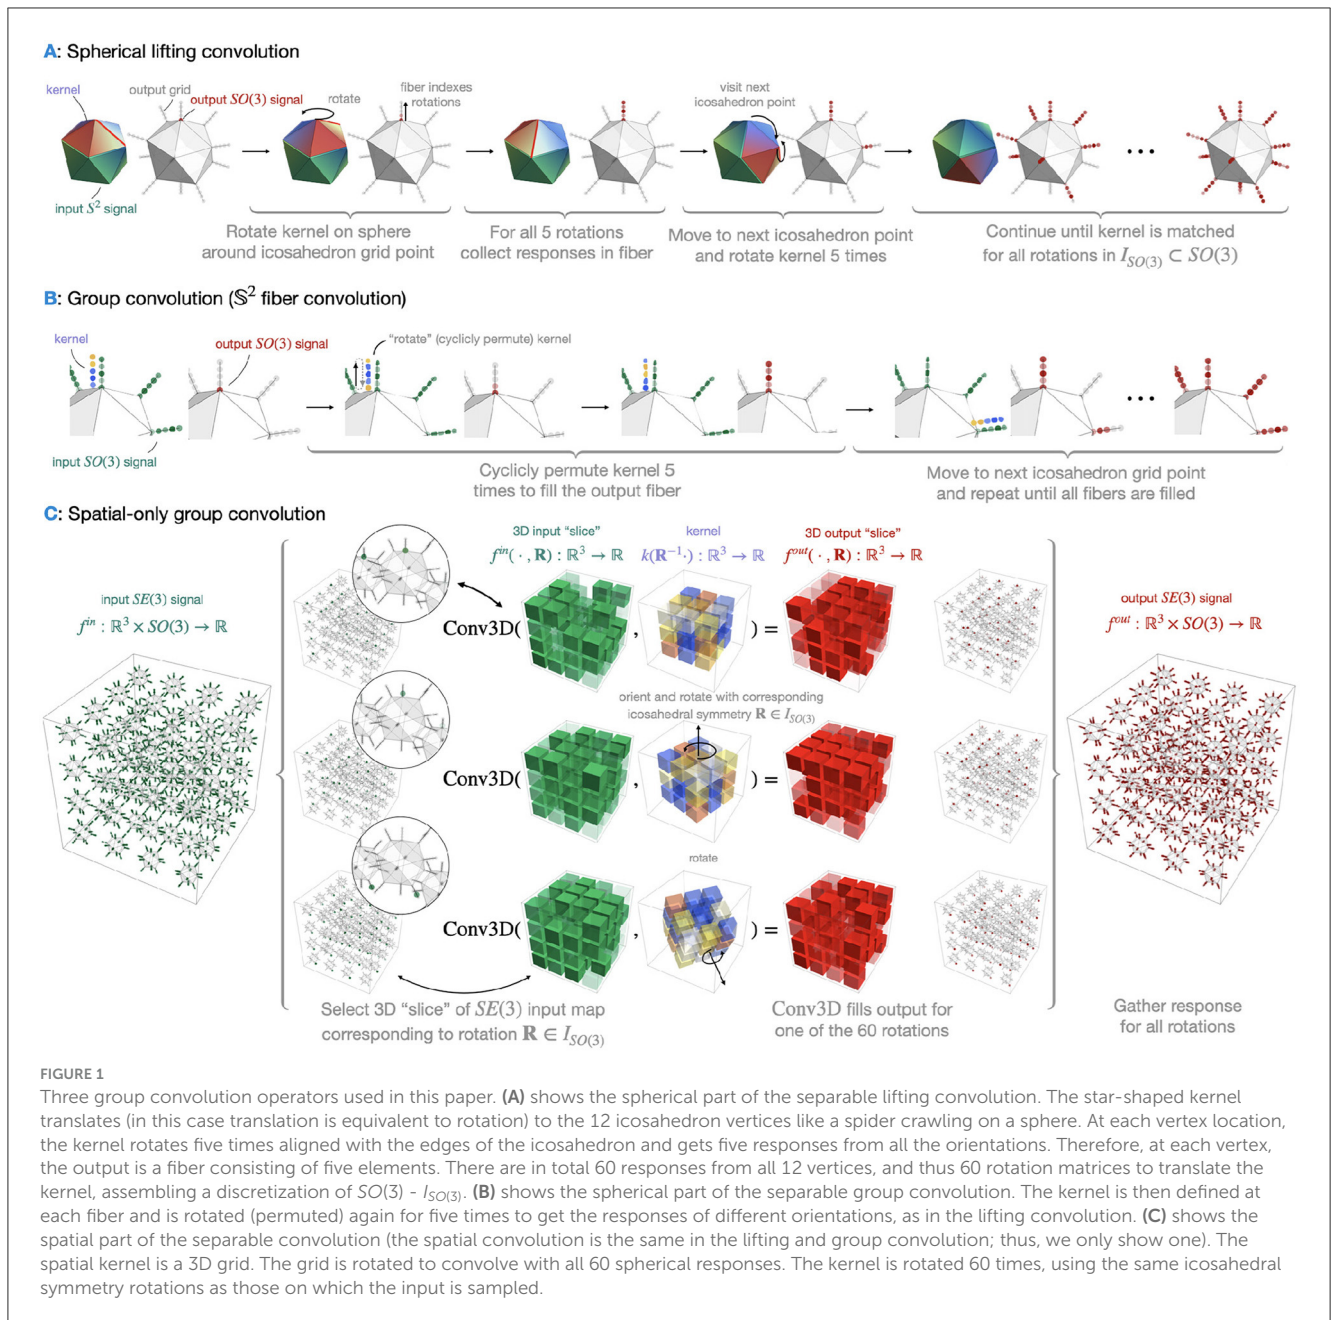 A: Spherical lifting convolution
kernel
output grid
output SO(3) signal
rotate
fiber indexes
rotations
visit next
icosahedron point
input S² signal
Rotate kernel on sphere
around icosahedron grid point
For all 5 rotations
collect responses in fiber
Move to next icosahedron point
and rotate kernel 5 times
Continue until kernel is matched
for all rotations in I_{SO(3)} ⊂ SO(3)
B: Group convolution (𝕊² fiber convolution)
kernel
output SO(3) signal
"rotate" (cyclicly permute) kernel
input SO(3) signal
Cyclicly permute kernel 5
times to fill the output fiber
Move to next icosahedron grid point
and repeat until all fibers are filled
C: Spatial-only group convolution
3D input "slice"
f^{in}(·, R) : ℝ³ → ℝ
kernel
k(R⁻¹·) : ℝ³ → ℝ
3D output "slice"
f^{out}(·, R) : ℝ³ → ℝ
input SE(3) signal
f^{in} : ℝ³ × SO(3) → ℝ
output SE(3) signal
f^{out} : ℝ³ × SO(3) → ℝ
Conv3D( , ) =
orient and rotate with corresponding
icosahedral symmetry R ∈ I_{SO(3)}
Conv3D( , ) =
rotate
Conv3D( , ) =
Select 3D "slice" of SE(3) input map
corresponding to rotation R ∈ I_{SO(3)}
Conv3D fills output for
one of the 60 rotations
Gather response
for all rotations
FIGURE 1
Three group convolution operators used in this paper. (A) shows the spherical part of the separable lifting convolution. The star-shaped kernel
translates (in this case translation is equivalent to rotation) to the 12 icosahedron vertices like a spider crawling on a sphere. At each vertex location,
the kernel rotates five times aligned with the edges of the icosahedron and gets five responses from all the orientations. Therefore, at each vertex,
the output is a fiber consisting of five elements. There are in total 60 responses from all 12 vertices, and thus 60 rotation matrices to translate the
kernel, assembling a discretization of SO(3) - I_{SO(3)}. (B) shows the spherical part of the separable group convolution. The kernel is then defined at
each fiber and is rotated (permuted) again for five times to get the responses of different orientations, as in the lifting convolution. (C) shows the
spatial part of the separable convolution (the spatial convolution is the same in the lifting and group convolution; thus, we only show one). The
spatial kernel is a 3D grid. The grid is rotated to convolve with all 60 spherical responses. The kernel is rotated 60 times, using the same icosahedral
symmetry rotations as those on which the input is sampled.